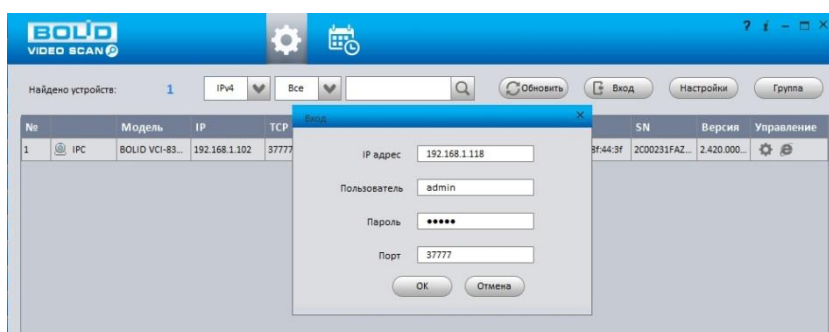 BOLID
VIDEO SCAN
? i
Найдено устройств: 1 IPv4 Все Обновить Вход Настройки Группа
№ Модель IP TCP SN Версия Управление
1 IPC BOLID VCI-83... 192.168.1.102 37777 3f:44:3f 2C00231FAZ... 2.420.000...
Вход
IP адрес 192.168.1.118
Пользователь admin
Пароль •••••
Порт 37777
OK Отмена